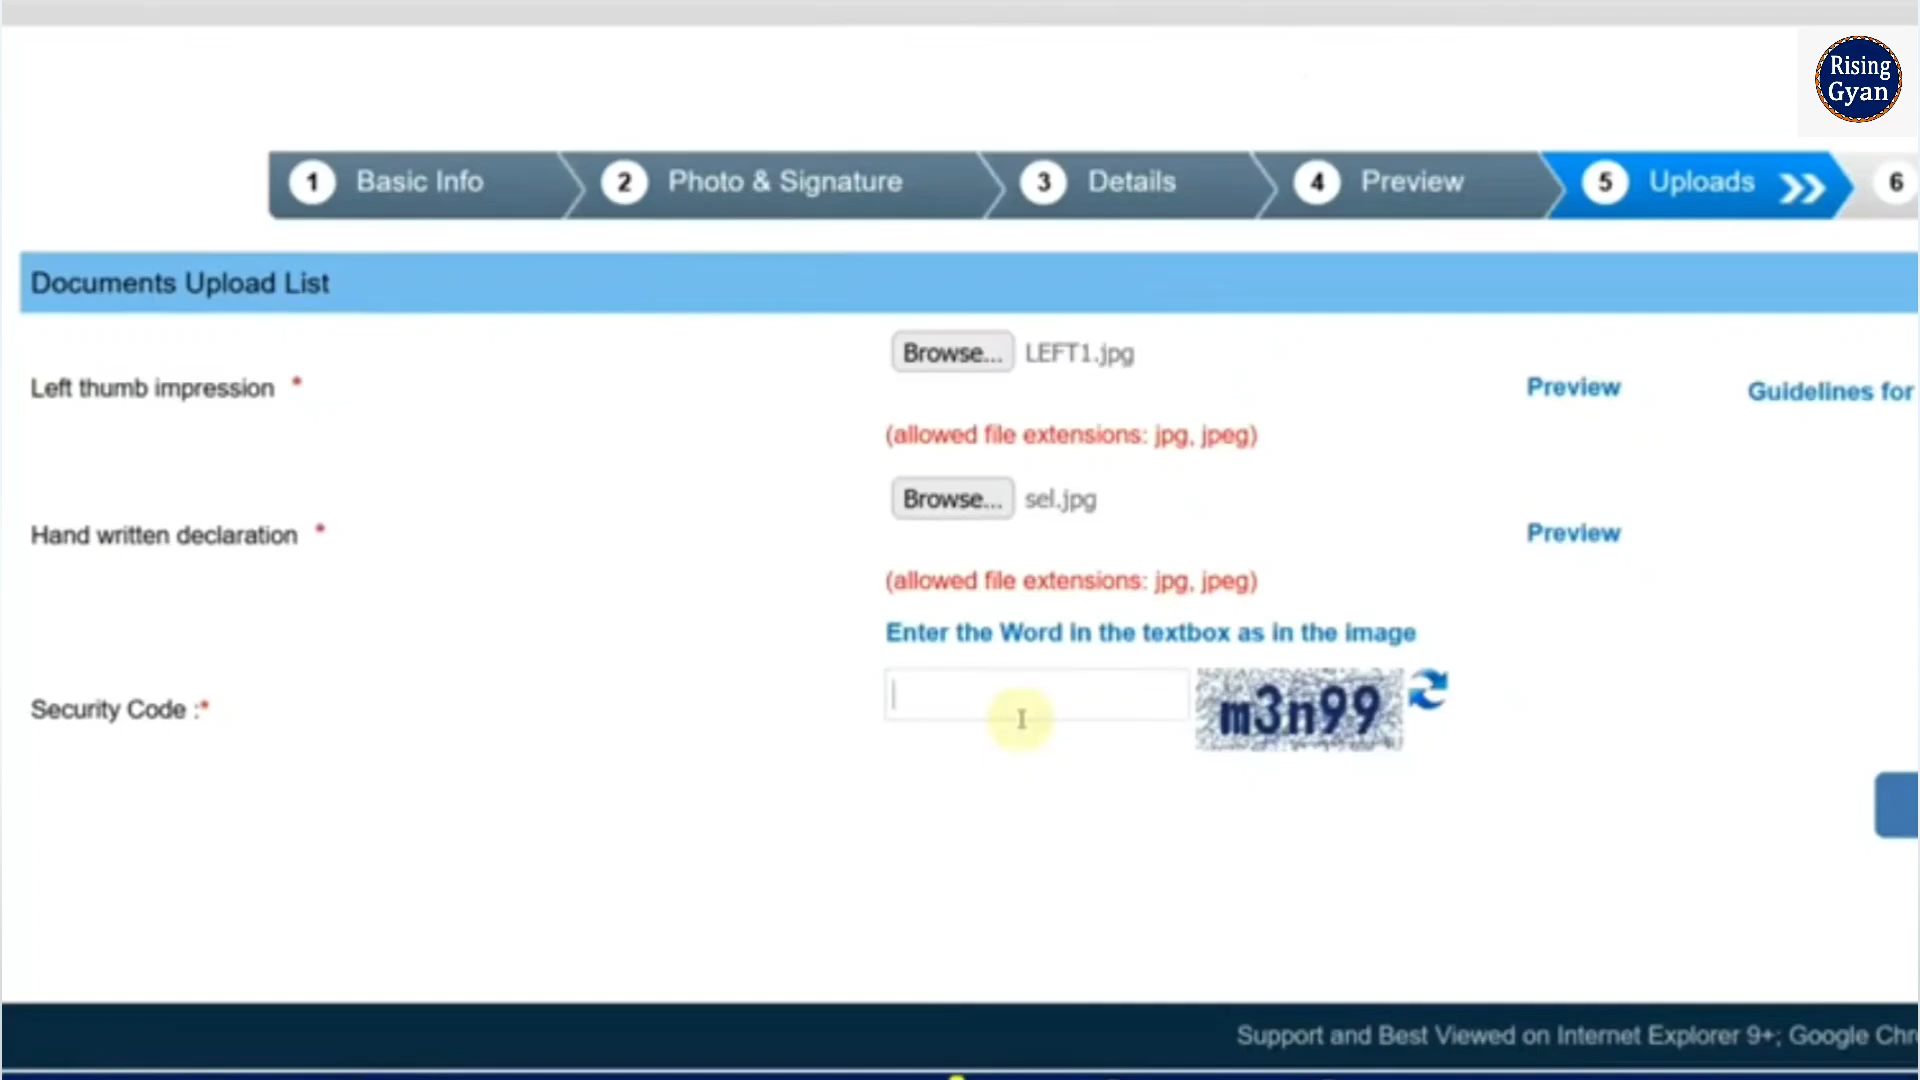 Rising
Gyan
1 Basic Info 2 Photo & Signature 3 Details 4 Preview 5 Uploads 6
Documents Upload List
Browse... LEFT1.jpg
Left thumb impression * Preview Guidelines for
(allowed file extensions: jpg, jpeg)
Browse... sel.jpg
Hand written declaration * Preview
(allowed file extensions: jpg, jpeg)
Enter the Word in the textbox as in the image
Security Code :* m3n99
Support and Best Viewed on Internet Explorer 9+; Google